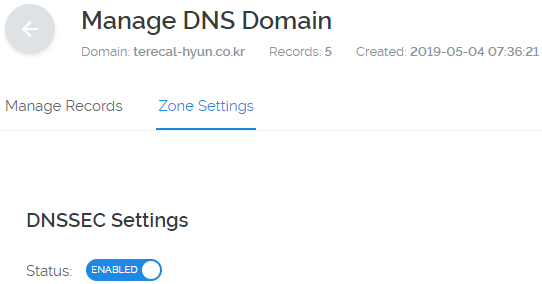 Manage DNS Domain
Domain: terecal-hyun.co.kr Records: 5 Created: 2019-05-04 07:36:21
Manage Records Zone Settings
DNSSEC Settings
Status: ENABLED